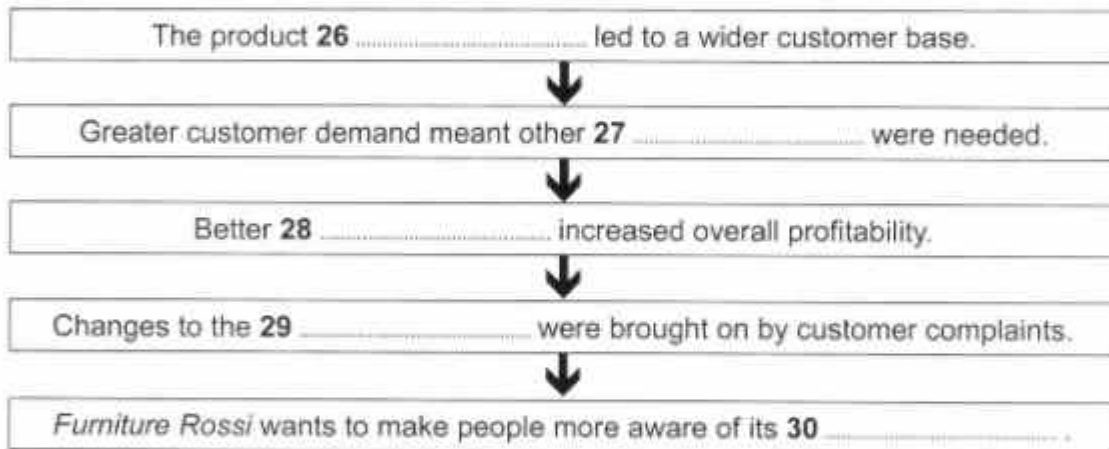 The product 26 ............................ led to a wider customer base.
Greater customer demand meant other 27 ............................ were needed.
Better 28 ............................ increased overall profitability.
Changes to the 29 ............................ were brought on by customer complaints.
Furniture Rossi wants to make people more aware of its 30 ............................ .